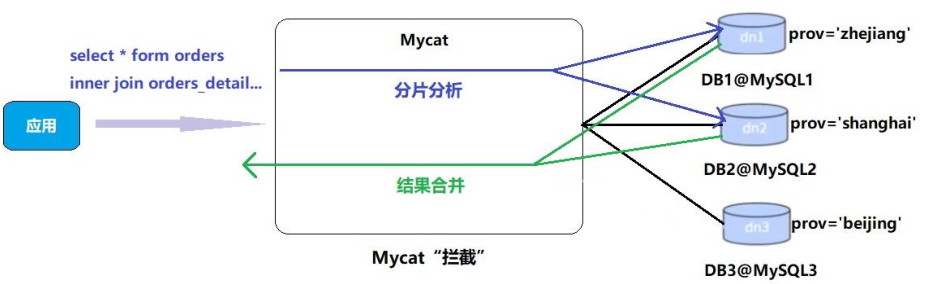 Mycat
select * form orders
inner join orders_detail...
应用
分片分析
结果合并
Mycat“拦截”
dn1
prov='zhejiang'
DB1@MySQL1
dn2
prov='shanghai'
DB2@MySQL2
dn3
prov='beijing'
DB3@MySQL3